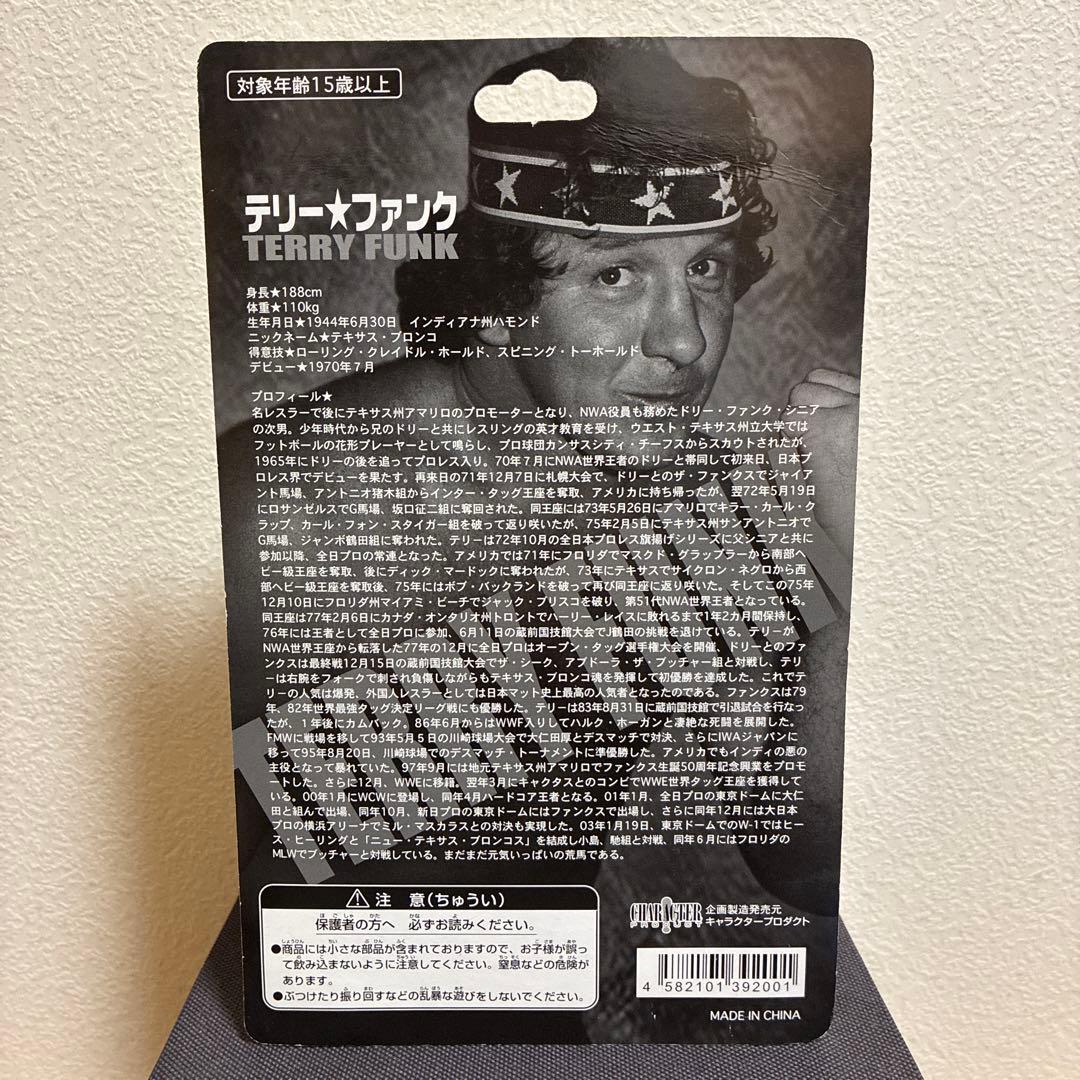 対象年齢15歳以上
テリー★ファンク
TERRY FUNK
身長★188cm
体重★110kg
生年月日★1944年6月30日　インディアナ州ハモンド
ニックネーム★テキサス・ブロンコ
得意技★ローリング・クレイドル・ホールド、スピニング・トーホールド
デビュー★1970年７月
プロフィール★
名レスラーで後にテキサス州アマリロのプロモーターとなり、NWA役員も務めたドリー・ファンク・シニア
の次男。少年時代から兄のドリーと共にレスリングの英才教育を受け、ウエスト・テキサス州立大学では
フットボールの花形プレーヤーとして鳴らし、プロ球団カンサスシティ・チーフスからスカウトされたが、
1965年にドリーの後を追ってプロレス入り。70年７月にNWA世界王者のドリーと帯同して初来日、日本プ
ロレス界でデビューを果たす。再来日の71年12月7日に札幌大会で、ドリーとのザ・ファンクスでジャイア
ント馬場、アントニオ猪木組からインター・タッグ王座を奪取、アメリカに持ち帰ったが、翌72年5月19日
にロサンゼルスでG馬場、坂口征二組に奪回された。同王座には73年5月26日にアマリロでキラー・カール・ク
ラップ、カール・フォン・スタイガー組を破って返り咲いたが、75年2月5日にテキサス州サンアントニオで
G馬場、ジャンボ鶴田組に奪われた。テリーは72年10月の全日本プロレス旗揚げシリーズに父シニアと共に
参加以降、全日プロの常連となった。アメリカでは71年にフロリダでマスクド・グラップラーから南部ヘ
ビー級王座を奪取、後にディック・マードックに奪われたが、73年にテキサスでサイクロン・ネグロから西
部ヘビー級王座を奪取後、75年にはボブ・バックランドを破って再び同王座に返り咲いた。そしてこの75年
12月10日にフロリダ州マイアミ・ビーチでジャック・ブリスコを破り、第51代NWA世界王者となっている。
同王座は77年2月6日にカナダ・オンタリオ州トロントでハーリー・レイスに敗れるまで1年2カ月間保持し、
76年には王者として全日プロに参加、6月11日の蔵前国技館大会でJ鶴田の挑戦を退けている。テリーが
NWA世界王座から転落した77年の12月に全日プロはオープン・タッグ選手権大会を開催、ドリーとのファ
ンクスは最終戦12月15日の蔵前国技館大会でザ・シーク、アブドーラ・ザ・ブッチャー組と対戦し、テリ
ーは右腕をフォークで刺され負傷しながらもテキサス・ブロンコ魂を発揮して初優勝を達成した。これでテ
リーの人気は爆発、外国人レスラーとしては日本マット史上最高の人気者となったのである。ファンクスは79
年、82年世界最強タッグ決定リーグ戦にも優勝した。テリーは83年8月31日に蔵前国技館で引退試合を行なっ
たが、１年後にカムバック。86年6月からはWWF入りしてハルク・ホーガンと凄絶な死闘を展開した。
FMWに戦場を移して93年5月５日の川崎球場大会で大仁田厚とデスマッチで対決、さらにIWAジャパンに
移って95年8月20日、川崎球場でのデスマッチ・トーナメントに準優勝した。アメリカでもインディの悪の
主役となって暴れていた。97年9月には地元テキサス州アマリロでファンクス生誕50周年記念興業をプロモ
ートした。さらに12月、WWEに移籍、翌年3月にキャクタスとのコンビでWWE世界タッグ王座を獲得して
いる。00年1月にWCWに登場し、同年4月ハードコア王者となる。01年1月、全日プロの東京ドームに大仁
田と組んで出場、同年10月、新日プロの東京ドームにはファンクスで出場し、さらに同年12月には大日本
プロの横浜アリーナでミル・マスカラスとの対決も実現した。03年1月19日、東京ドームでのW-1ではヒー
ス・ヒーリングと「ニュー・テキサス・ブロンコス」を結成し小島、馳組と対戦、同年６月にはフロリダの
MLWでブッチャーと対戦している。まだまだ元気いっぱいの荒馬である。
TERRY FUNK
⚠注　意(ちゅうい)
保護者の方へ　必ずお読みください。
●商品には小さな部品が含まれておりますので、お子様が誤っ
て飲み込まないように注意してください。窒息などの危険が
あります。
●ぶつけたり振り回すなどの乱暴な遊びをしないでください。
CHARACTER PRODUCT
企画製造発売元
キャラクタープロダクト
4 582101 392001
MADE IN CHINA